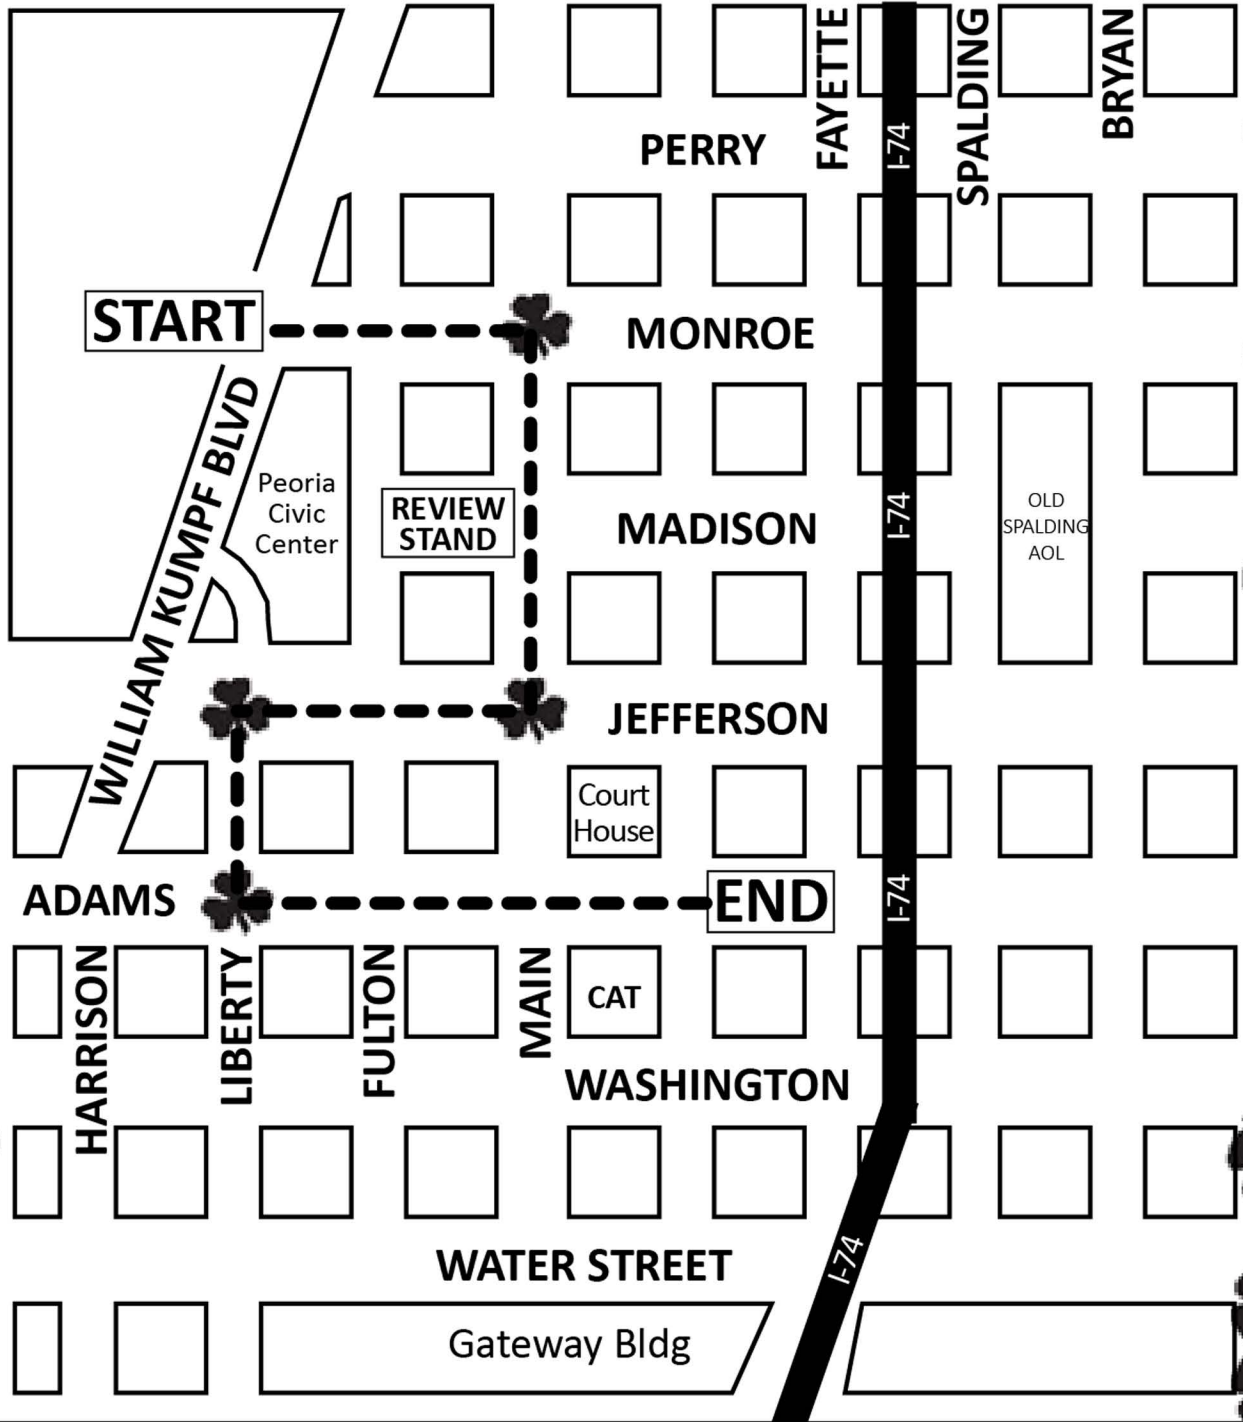 FAYETTE
SPALDING
BRYAN
PERRY
I-74
START
MONROE
WILLIAM KUMPF BLVD
Peoria
Civic
Center
REVIEW
STAND
MADISON
I-74
OLD
SPALDING
AOL
JEFFERSON
Court
House
ADAMS
END
I-74
HARRISON
LIBERTY
FULTON
MAIN
CAT
WASHINGTON
WATER STREET
I-74
Gateway Bldg